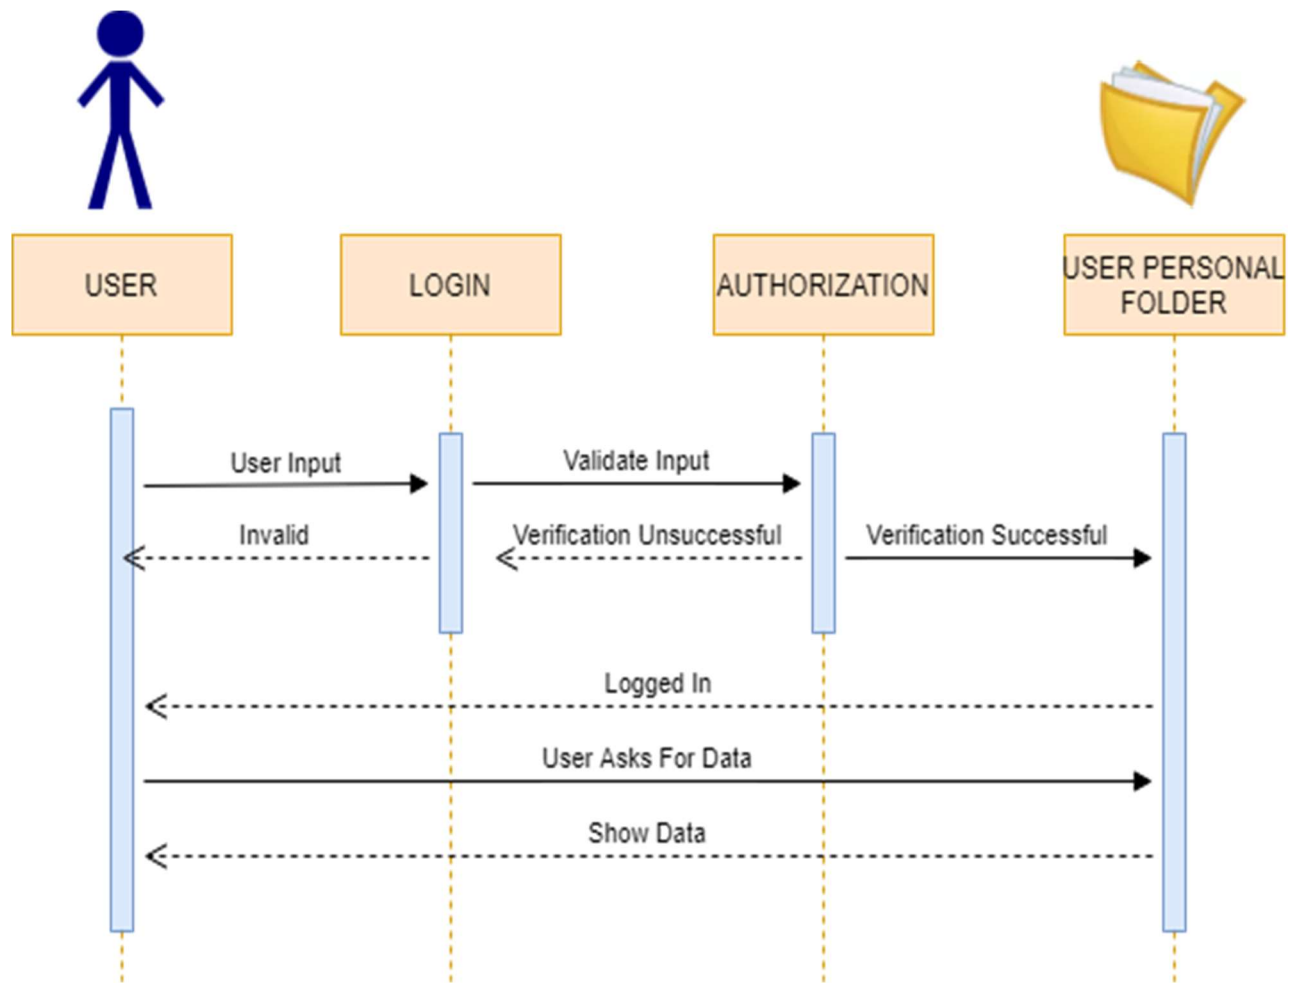 USER
LOGIN
AUTHORIZATION
USER PERSONAL
FOLDER
User Input
Validate Input
Invalid
Verification Unsuccessful
Verification Successful
Logged In
User Asks For Data
Show Data